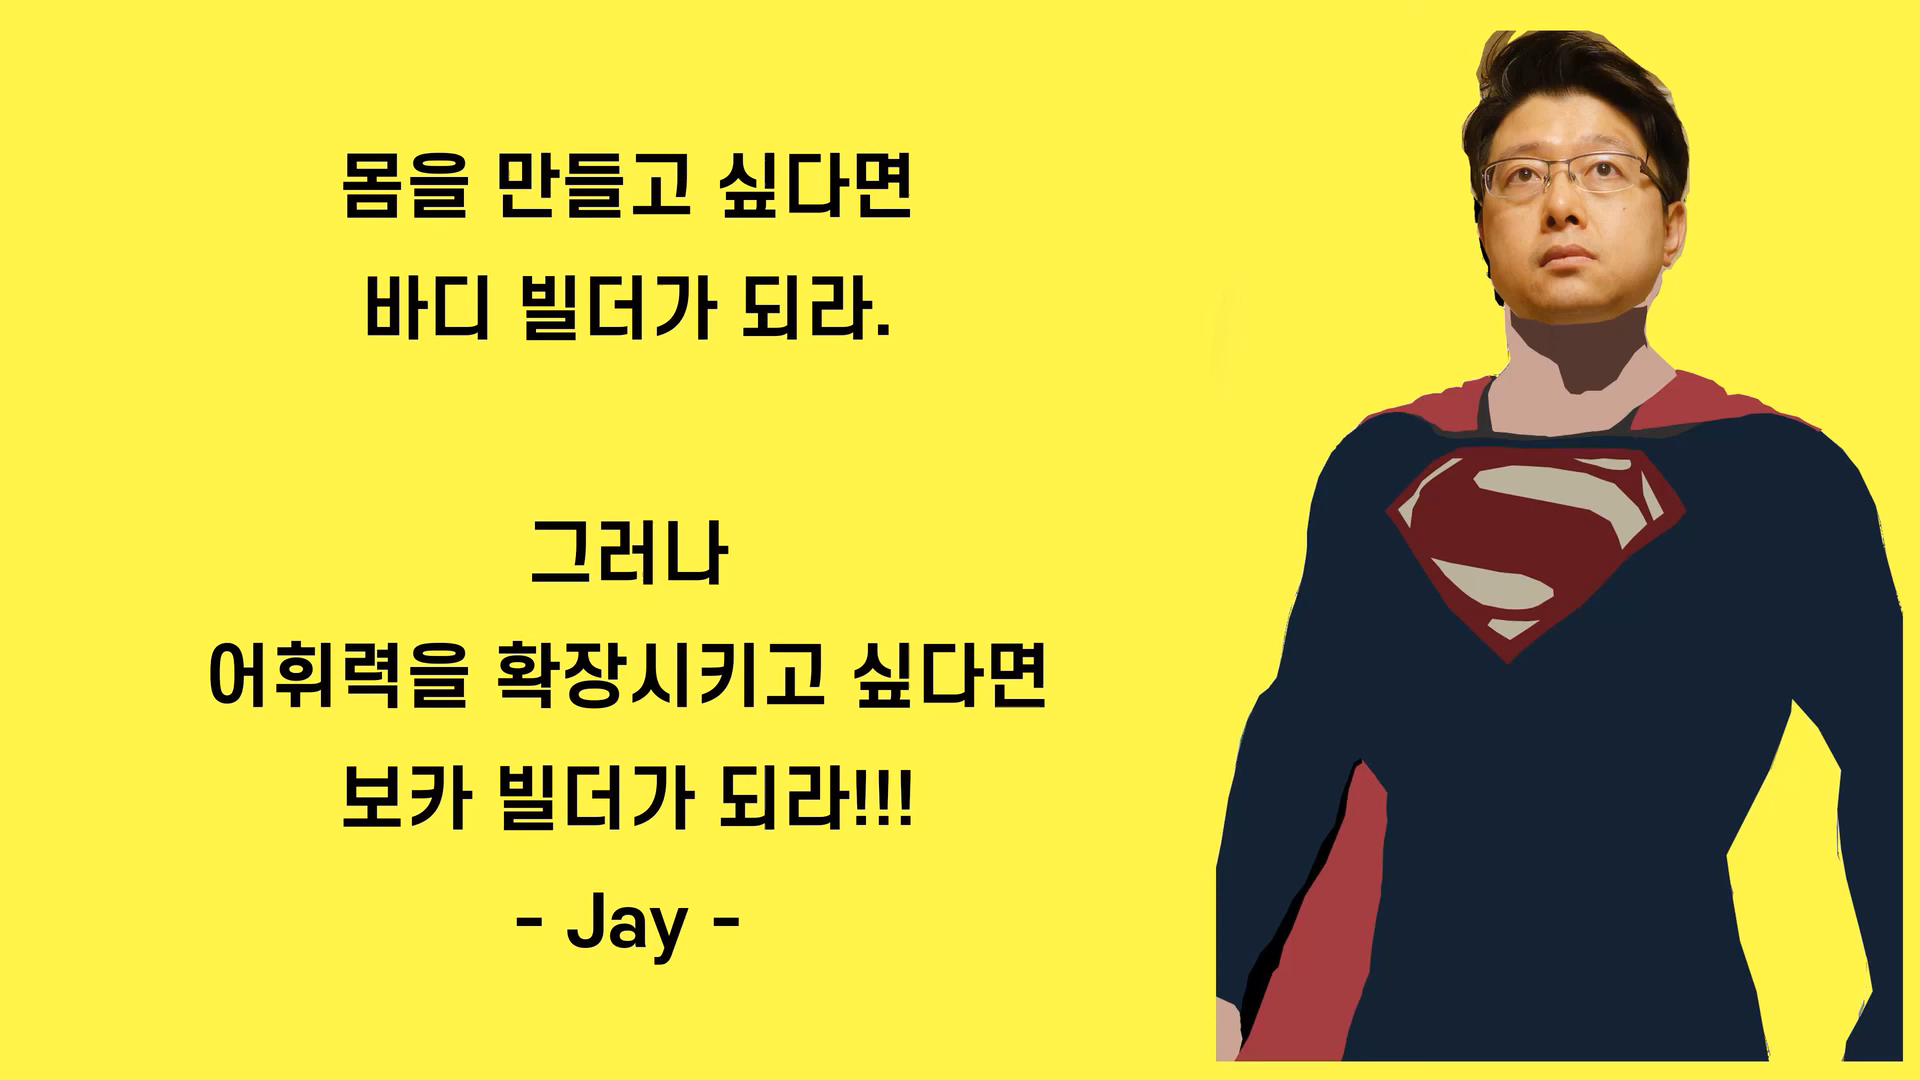 몸을 만들고 싶다면
바디 빌더가 되라.
그러나
어휘력을 확장시키고 싶다면
보카 빌더가 되라!!!
- Jay -